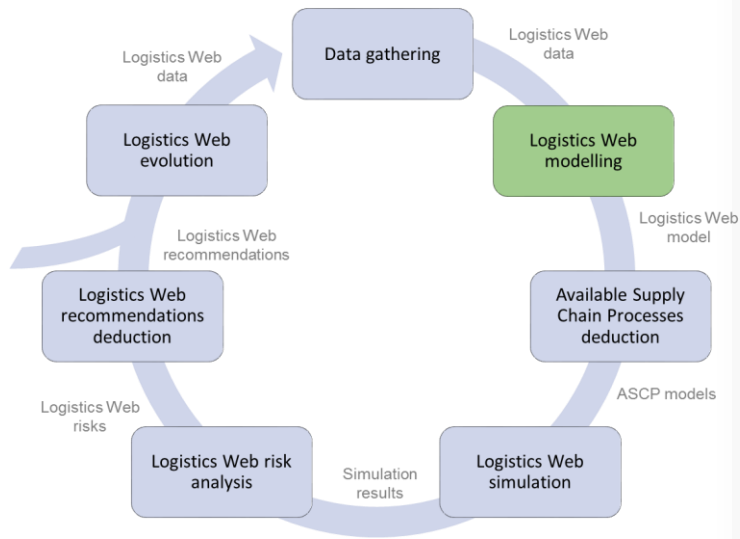 Data gathering
Logistics Web
data
Logistics Web
modelling
Logistics Web
model
Available Supply
Chain Processes
deduction
ASCP models
Logistics Web
simulation
Simulation
results
Logistics Web risk
analysis
Logistics Web
risks
Logistics Web
recommendations
deduction
Logistics Web
recommendations
Logistics Web
evolution
Logistics Web
data